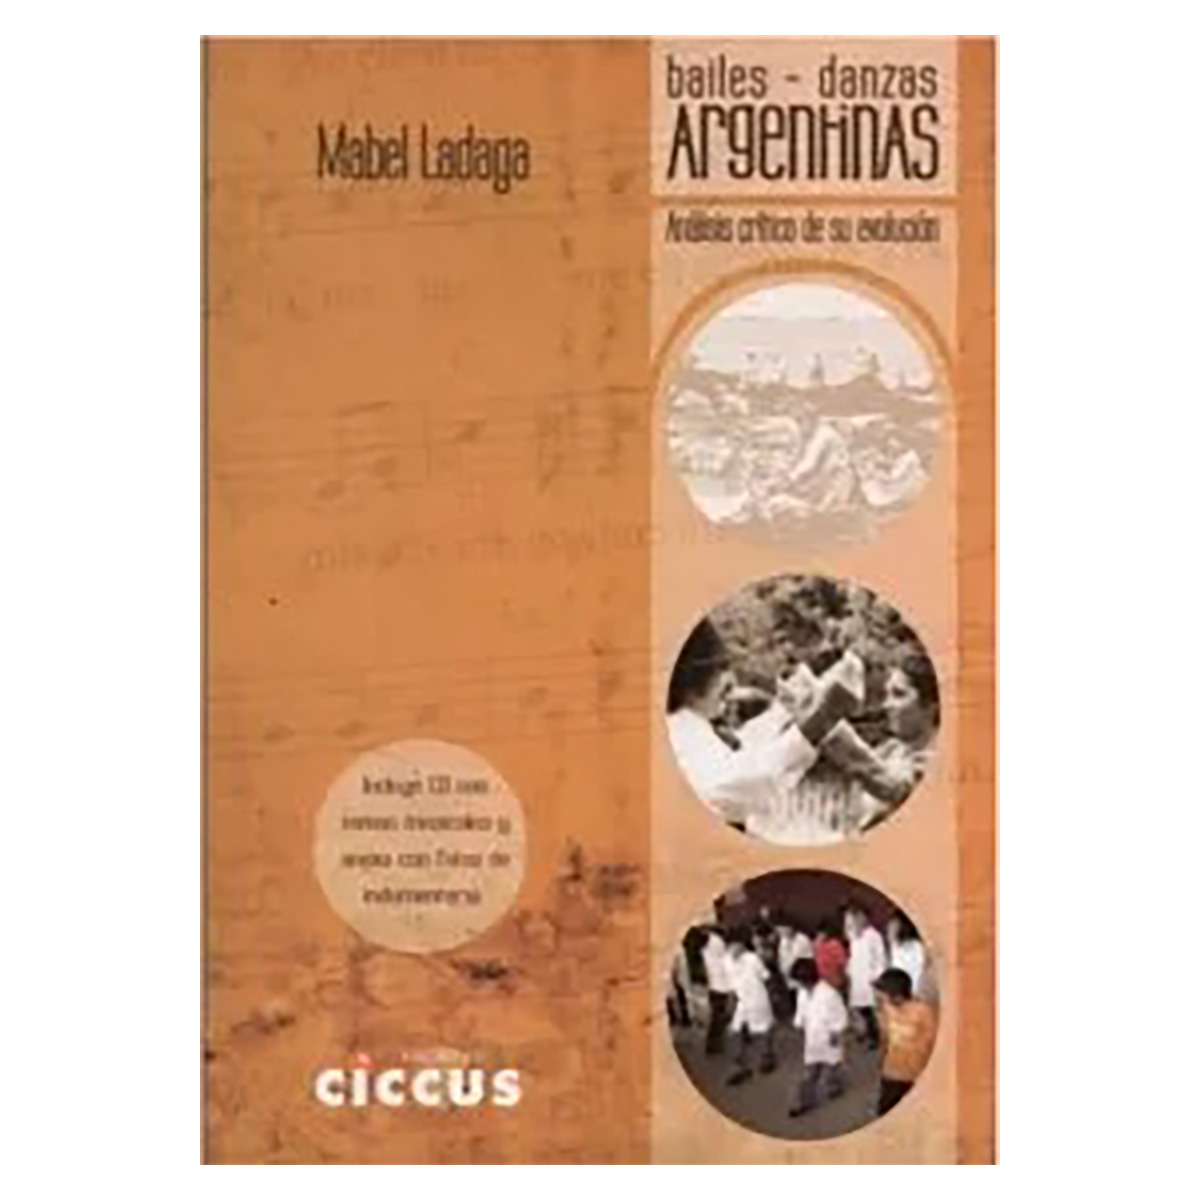 bailes - danzas
Argentinas
Mabel Ladaga
Análisis crítico de su evolución
Incluye CD con
temas musicales y
anexo con fichas de
indumentaria
ciccus